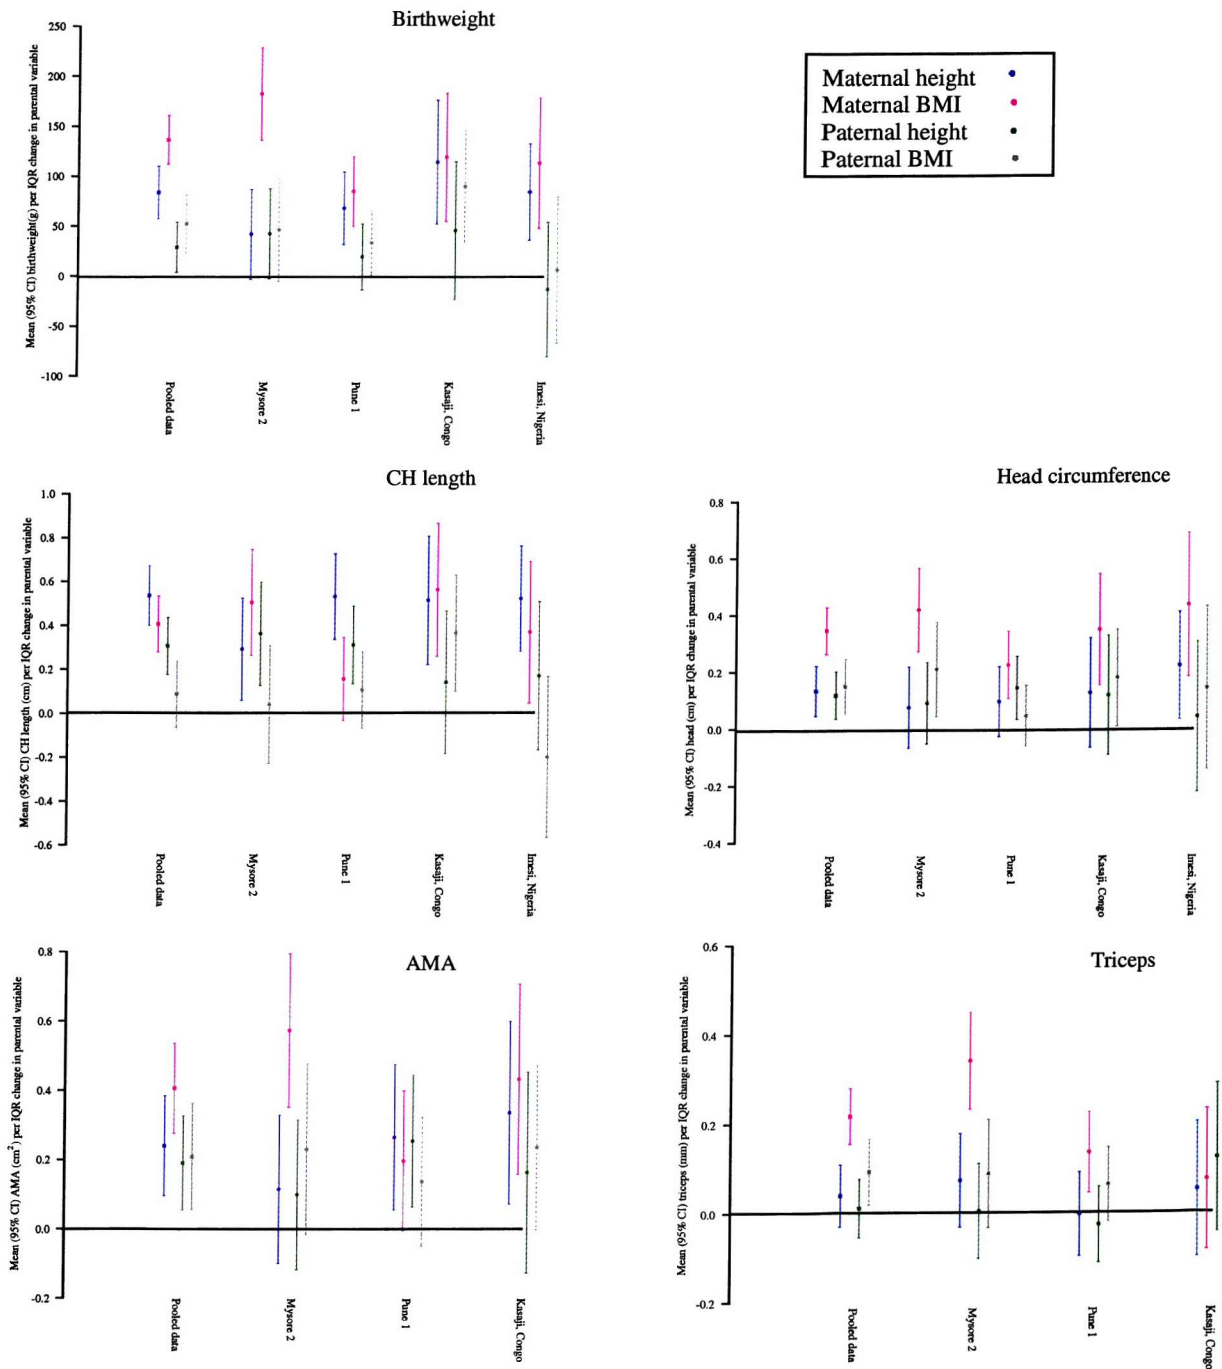 Birthweight
Mean (95% CI) birthweight(g) per IQR change in parental variable
250
200
150
100
50
0
-50
-100
Pooled data
Mysore 2
Pune 1
Kasaji, Congo
Imesi, Nigeria
Maternal height
Maternal BMI
Paternal height
Paternal BMI
CH length
Mean (95% CI) CH length (cm) per IQR change in parental variable
1.0
0.8
0.6
0.4
0.2
0.0
-0.2
-0.4
-0.6
Pooled data
Mysore 2
Pune 1
Kasaji, Congo
Imesi, Nigeria
Head circumference
Mean (95% CI) head (cm) per IQR change in parental variable
0.8
0.6
0.4
0.2
0.0
-0.2
-0.4
Pooled data
Mysore 2
Pune 1
Kasaji, Congo
Imesi, Nigeria
AMA
Mean (95% CI) AMA (cm²) per IQR change in parental variable
0.8
0.6
0.4
0.2
0.0
-0.2
Pooled data
Mysore 2
Pune 1
Kasaji, Congo
Triceps
Mean (95% CI) triceps (mm) per IQR change in parental variable
0.6
0.4
0.2
0.0
-0.2
Pooled data
Mysore 2
Pune 1
Kasaji, Congo